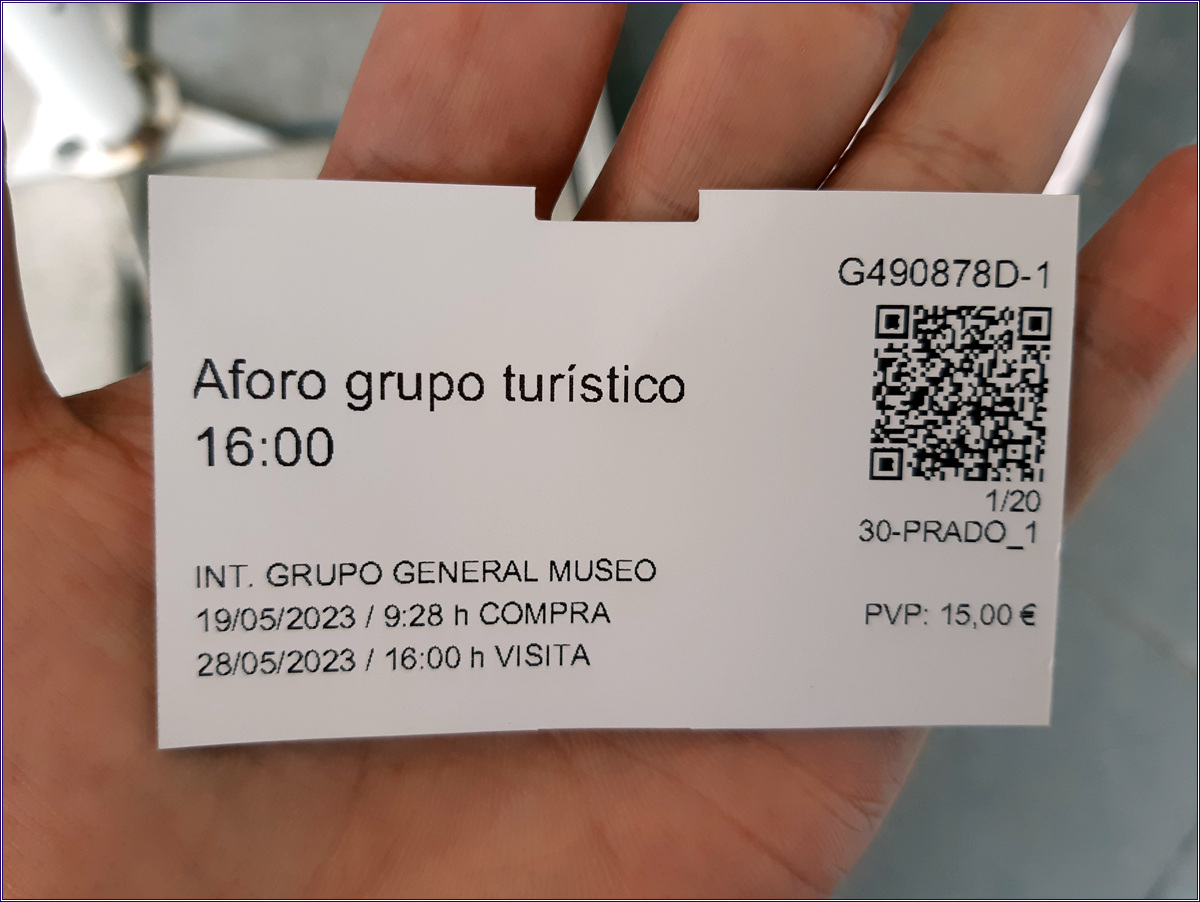 G490878D-1
Aforo grupo turístico
16:00
1/20
30-PRADO_1
INT. GRUPO GENERAL MUSEO
19/05/2023 / 9:28 h COMPRA
PVP: 15,00 €
28/05/2023 / 16:00 h VISITA